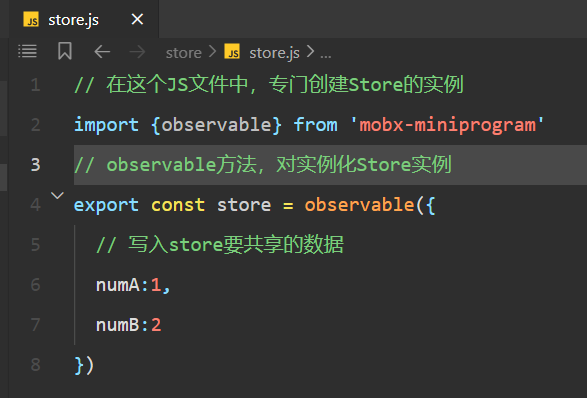 JS store.js ×
store > JS store.js > ...
1 // 在这个JS文件中，专门创建Store的实例
2 import {observable} from 'mobx-miniprogram'
3 // observable方法，对实例化Store实例
4 export const store = observable({
5 // 写入store要共享的数据
6 numA:1,
7 numB:2
8 })